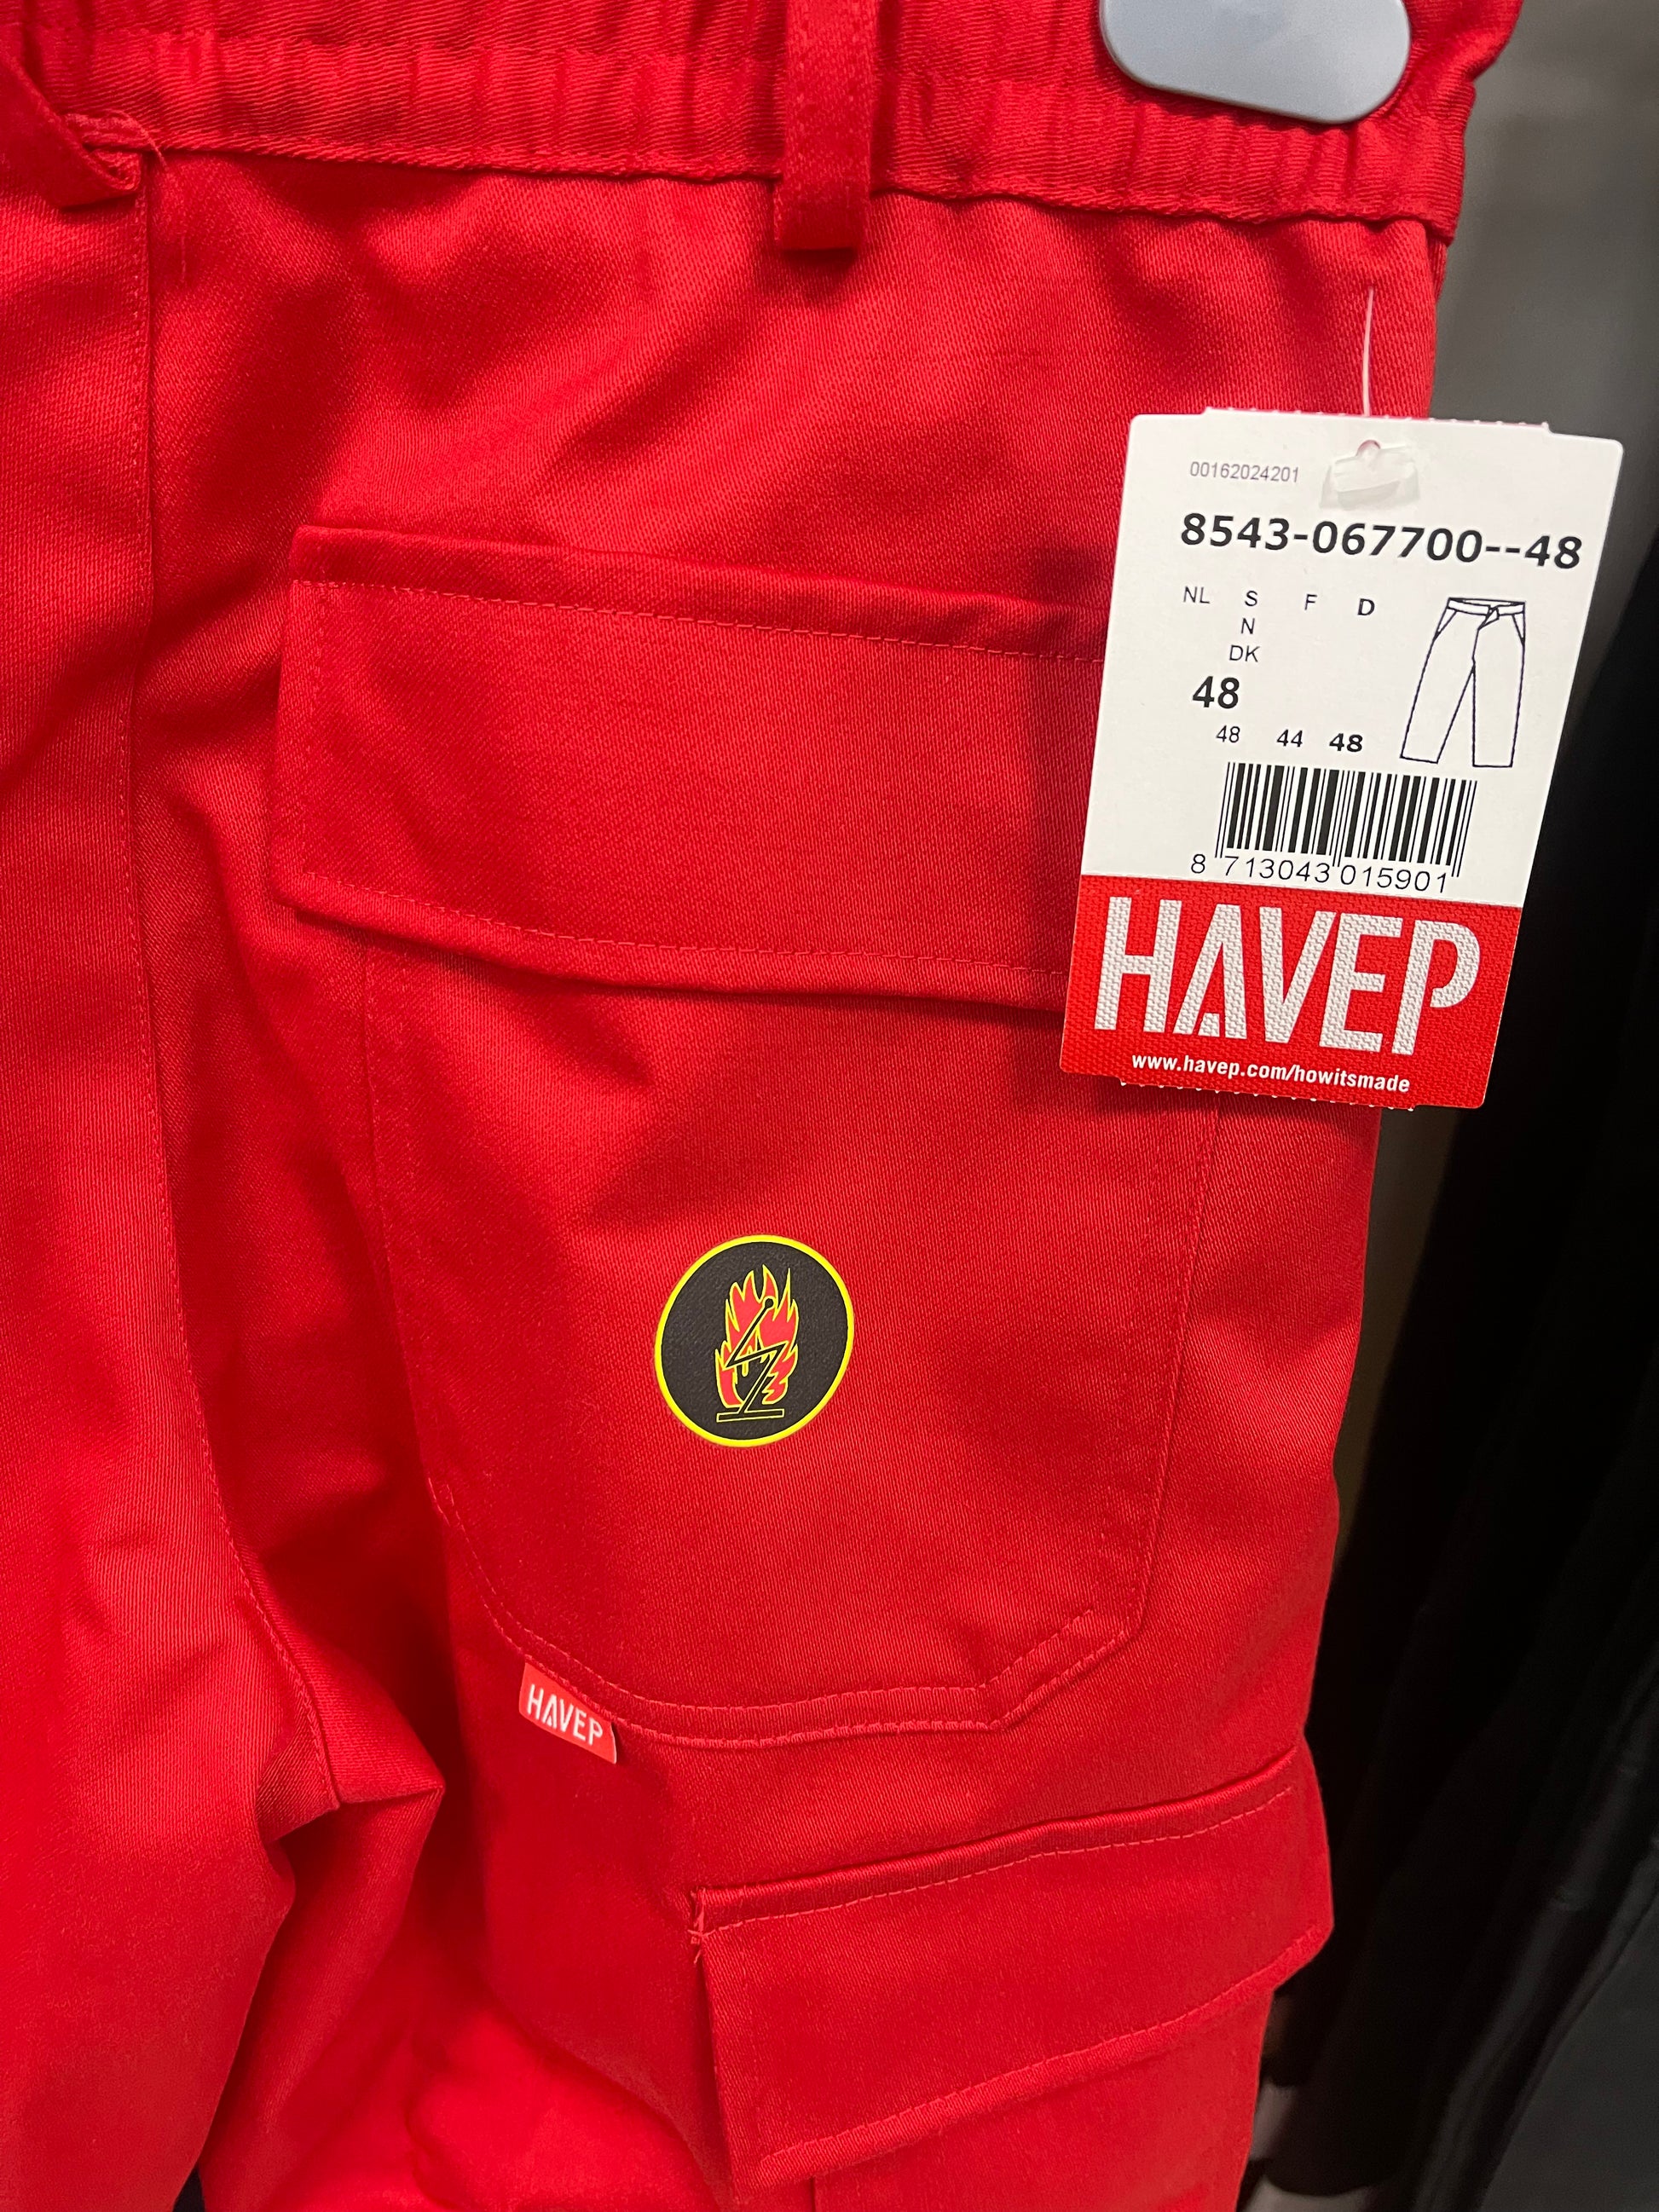 00162024201
8543-067700--48
NL S F D
N
DK
48
48 44 48
8 713043 015901
HAVEP
www.havep.com/howitsmade
HAVEP